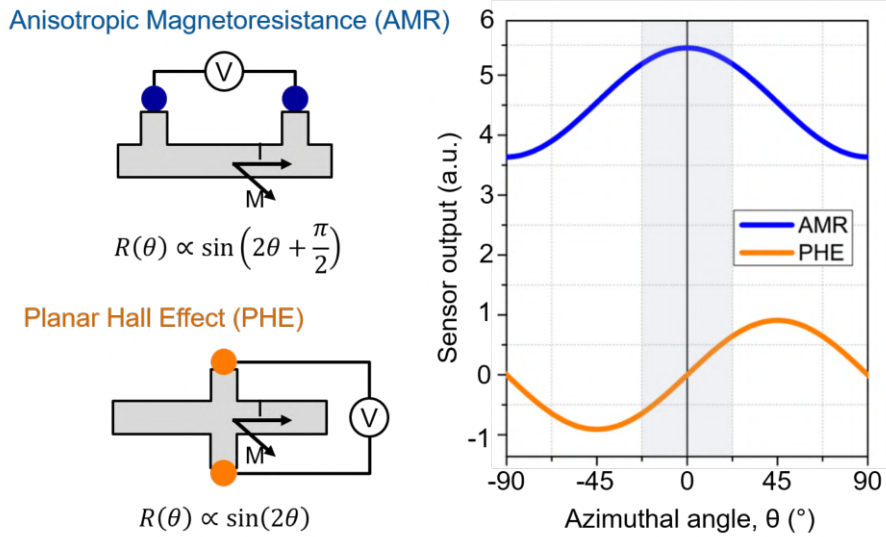 Anisotropic Magnetoresistance (AMR)
V
I
M
R(θ) ∝ sin(2θ + π/2)
Planar Hall Effect (PHE)
V
I
M
R(θ) ∝ sin(2θ)
Sensor output (a.u.)
6
5
4
3
2
1
0
-1
AMR
PHE
-90 -45 0 45 90
Azimuthal angle, θ (°)